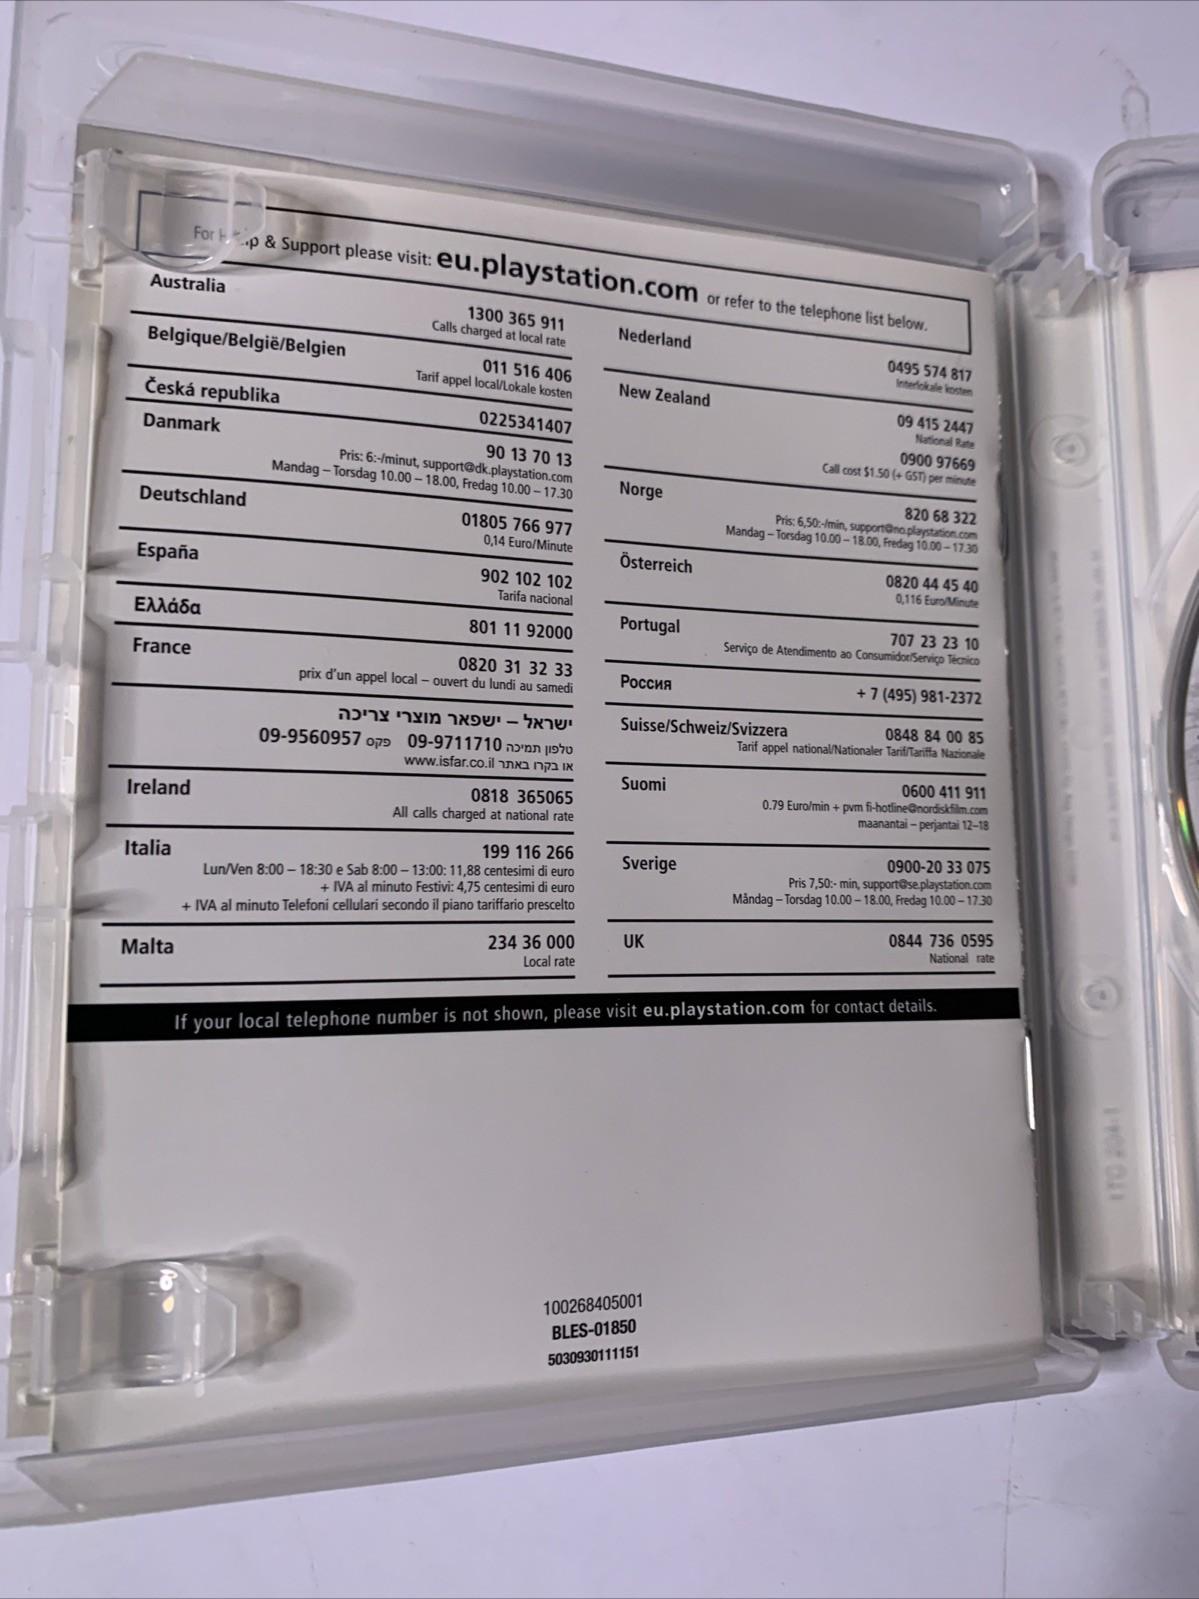 For Help & Support please visit: eu.playstation.com or refer to the telephone list below.
Australia
1300 365 911
Calls charged at local rate
Belgique/België/Belgien
011 516 406
Tarif appel local/Lokale kosten
Česká republika
0225341407
Danmark
90 13 70 13
Pris: 6:-/minut, support@dk.playstation.com
Mandag – Torsdag 10.00 – 18.00, Fredag 10.00 – 17.30
Deutschland
01805 766 977
0,14 Euro/Minute
España
902 102 102
Tarifa nacional
Ελλάδα
801 11 92000
France
0820 31 32 33
prix d'un appel local – ouvert du lundi au samedi
ישראל – ישפאר מוצרי צריכה
טלפון תמיכה 09-9711710 פקס 09-9560957
או בקרו באתר www.isfar.co.il
Ireland
0818 365065
All calls charged at national rate
Italia
199 116 266
Lun/Ven 8:00 – 18:30 e Sab 8:00 – 13:00: 11,88 centesimi di euro
+ IVA al minuto Festivi: 4,75 centesimi di euro
+ IVA al minuto Telefoni cellulari secondo il piano tariffario prescelto
Malta
234 36 000
Local rate
Nederland
0495 574 817
Interlokale kosten
New Zealand
09 415 2447
National Rate
0900 97669
Call cost $1.50 (+ GST) per minute
Norge
820 68 322
Pris: 6,50:-/min, support@no.playstation.com
Mandag – Torsdag 10.00 – 18.00, Fredag 10.00 – 17.30
Österreich
0820 44 45 40
0,116 Euro/Minute
Portugal
707 23 23 10
Serviço de Atendimento ao Consumidor/Serviço Técnico
Россия
+ 7 (495) 981-2372
Suisse/Schweiz/Svizzera
0848 84 00 85
Tarif appel national/Nationaler Tarif/Tariffa Nazionale
Suomi
0600 411 911
0.79 Euro/min + pvm fi-hotline@nordiskfilm.com
maanantai – perjantai 12–18
Sverige
0900-20 33 075
Pris 7,50:- min, support@se.playstation.com
Måndag – Torsdag 10.00 – 18.00, Fredag 10.00 – 17.30
UK
0844 736 0595
National rate
If your local telephone number is not shown, please visit eu.playstation.com for contact details.
100268405001
BLES-01850
5030930111151